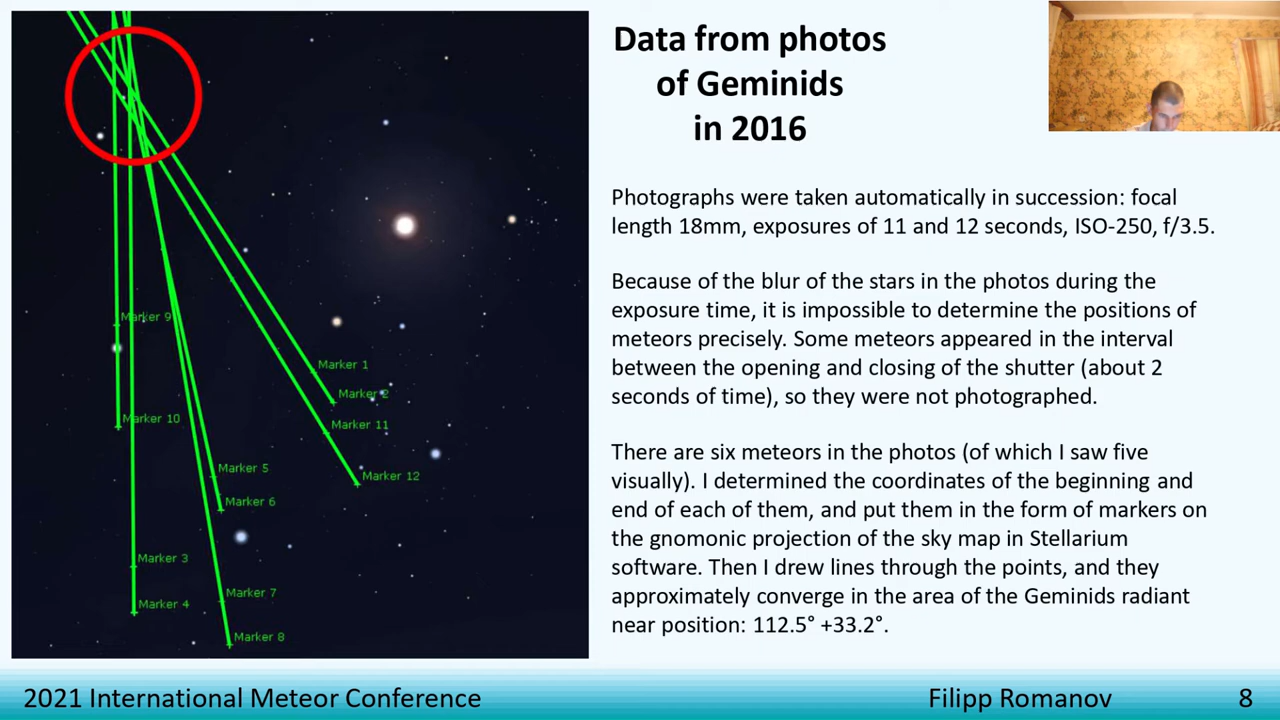 Data from photos
of Geminids
in 2016
Photographs were taken automatically in succession: focal
length 18mm, exposures of 11 and 12 seconds, ISO-250, f/3.5.
Because of the blur of the stars in the photos during the
exposure time, it is impossible to determine the positions of
meteors precisely. Some meteors appeared in the interval
between the opening and closing of the shutter (about 2
seconds of time), so they were not photographed.
There are six meteors in the photos (of which I saw five
visually). I determined the coordinates of the beginning and
end of each of them, and put them in the form of markers on
the gnomonic projection of the sky map in Stellarium
software. Then I drew lines through the points, and they
approximately converge in the area of the Geminids radiant
near position: 112.5° +33.2°.
Marker 9
Marker 1
Marker 2
Marker 10
Marker 11
Marker 5
Marker 12
Marker 6
Marker 3
Marker 7
Marker 4
Marker 8
2021 International Meteor Conference
Filipp Romanov
8